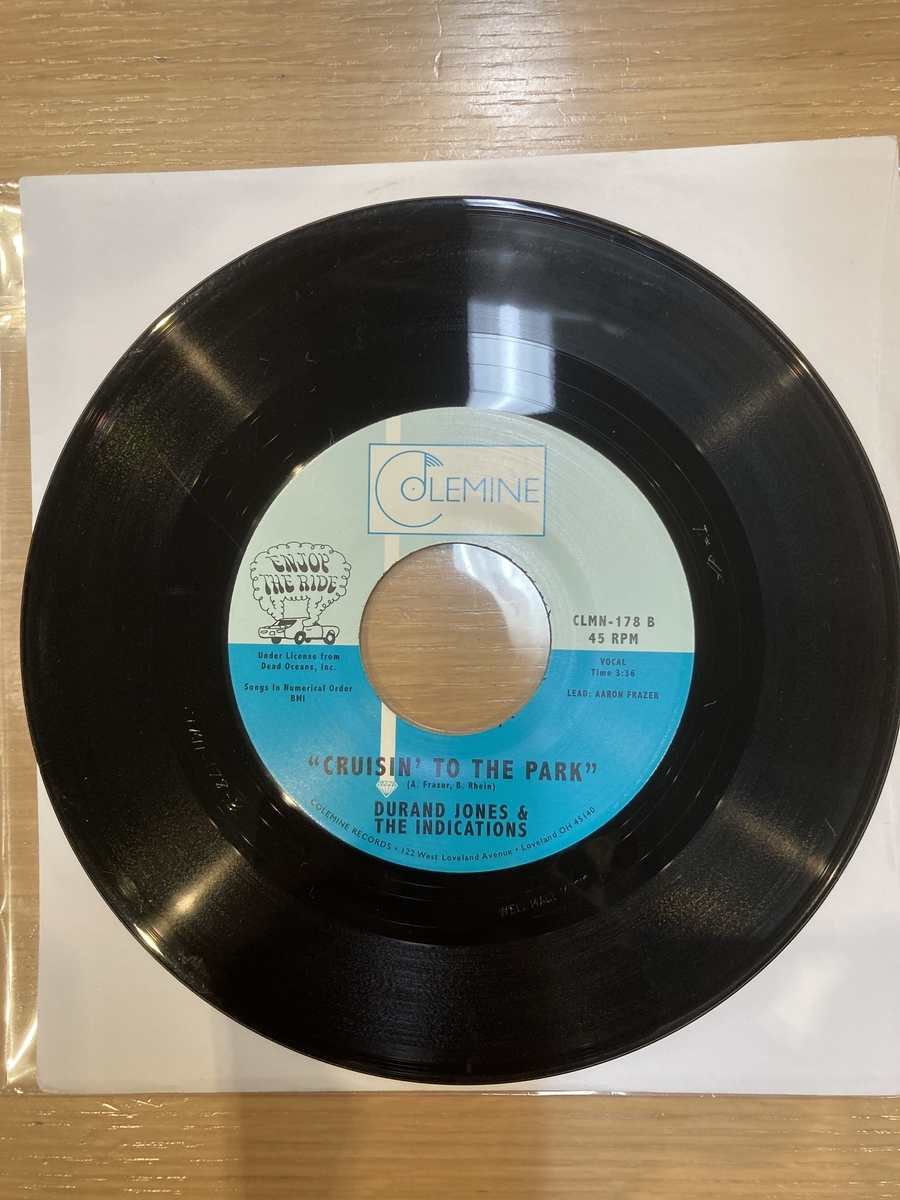 COLEMINE
ENJOY
THE RIDE
CLMN-178 B
45 RPM
Under License from
Dead Oceans, Inc.
VOCAL
Time 3:36
Songs in Numerical Order
BMI
LEAD: AARON FRAZER
"CRUISIN' TO THE PARK"
(A. Frazer, B. Rhein)
DURAND JONES &
THE INDICATIONS
COLEMINE RECORDS • 122 West Loveland Avenue • Loveland OH 45140